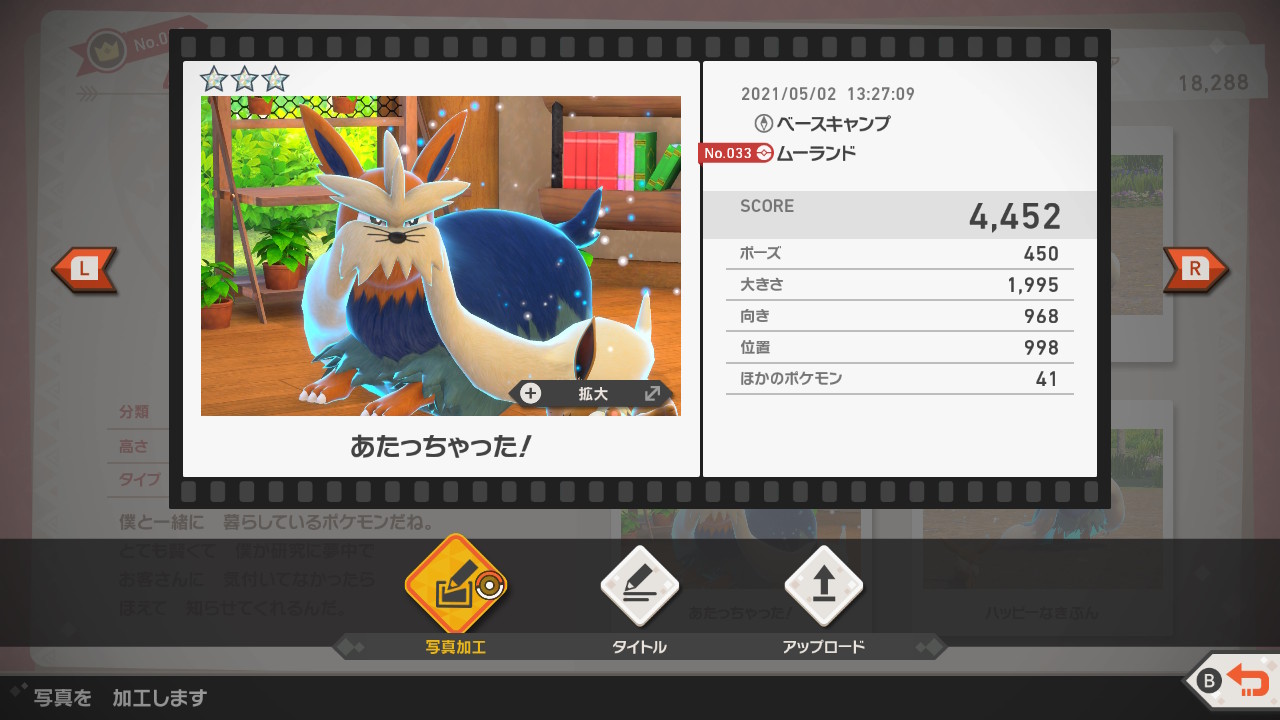 No.0
18,288
2021/05/02 13:27:09
ベースキャンプ
No.033 ムーランド
SCORE 4,452
ポーズ 450
大きさ 1,995
向き 968
位置 998
ほかのポケモン 41
L
R
+ 拡大
あたっちゃった!
分類
高さ
タイプ
僕と一緒に 暮らしているポケモンだね。
とても賢くて 僕が研究に夢中で
お客さんに 気付いてなかったら
ほえて 知らせてくれるんだ。
あたっちゃった!
ハッピーなきぶん
写真加工
タイトル
アップロード
写真を 加工します
B